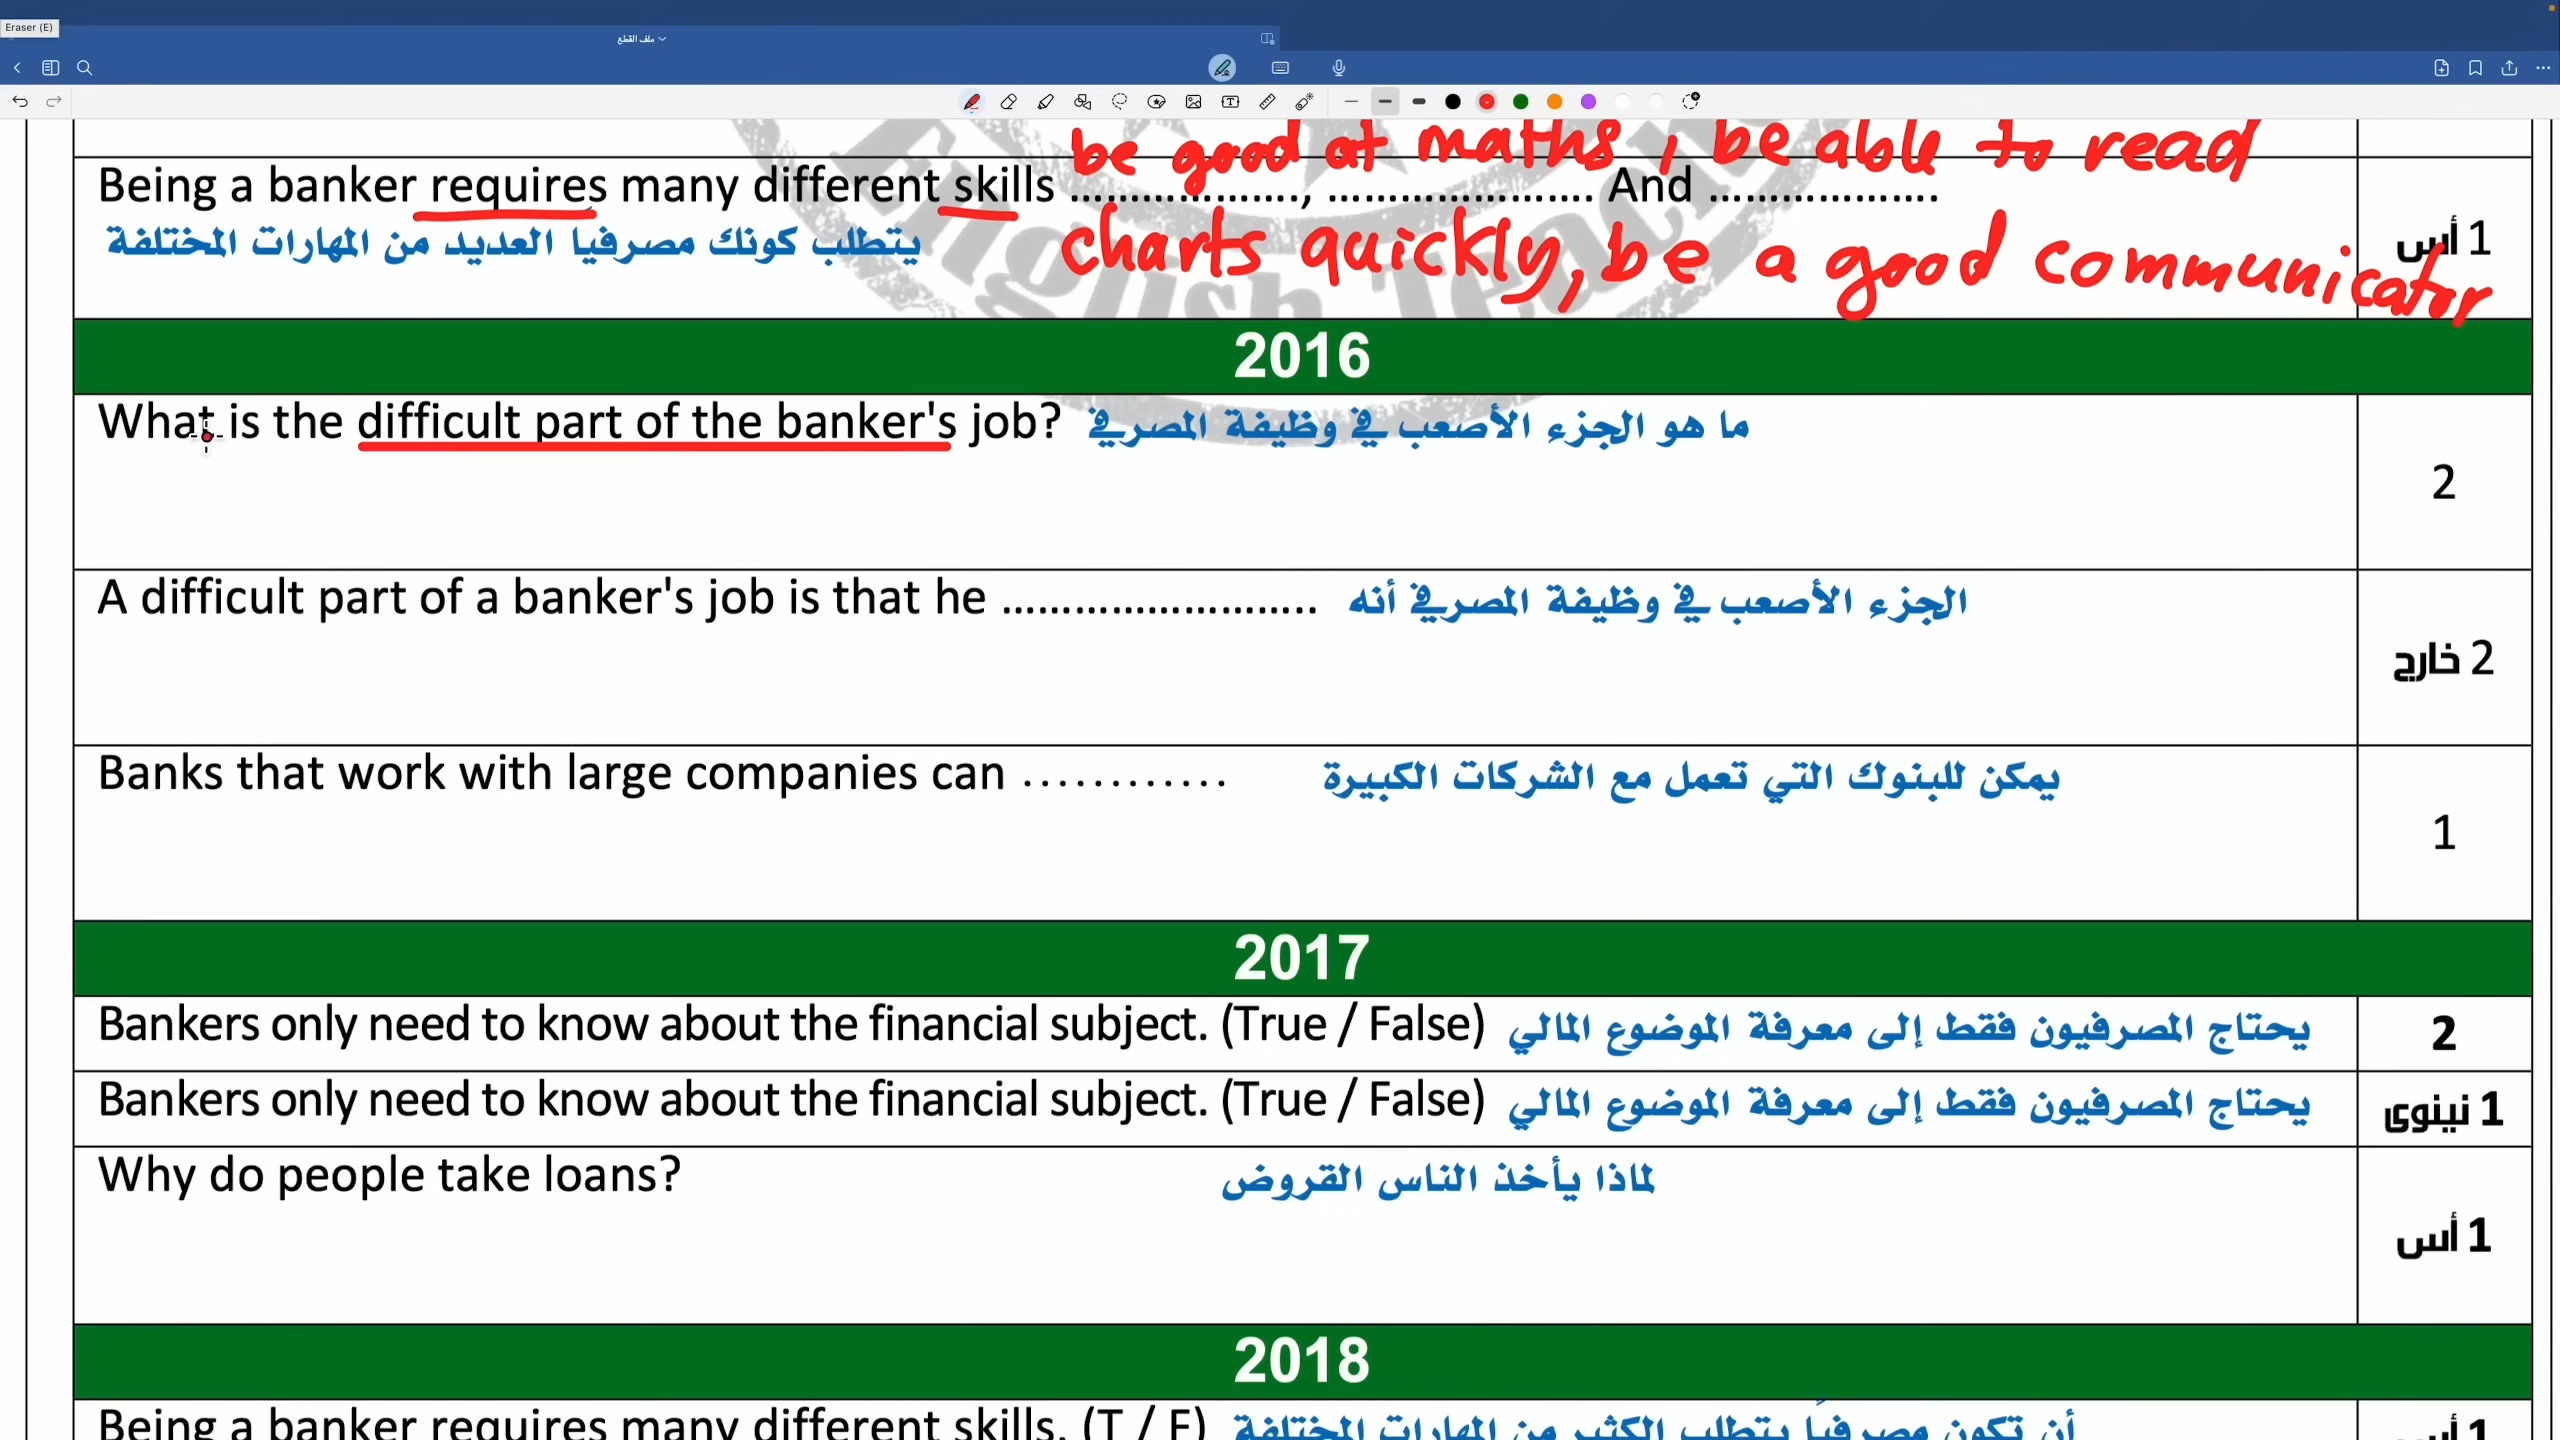 Eraser (E)
ملف القطع
be good at maths, be able to read
Being a banker requires many different skills ..................., ...................... And ...................
charts quickly, be a good communicator
يتطلب كونك مصرفيا العديد من المهارات المختلفة
1 أس
English Teac
2016
What is the difficult part of the banker's job? ما هو الجزء الأصعب في وظيفة المصرفي
2
A difficult part of a banker's job is that he .......................... الجزء الأصعب في وظيفة المصرفي أنه
2 خارج
Banks that work with large companies can ............ يمكن للبنوك التي تعمل مع الشركات الكبيرة
1
2017
Bankers only need to know about the financial subject. (True / False) يحتاج المصرفيون فقط إلى معرفة الموضوع المالي
2
Bankers only need to know about the financial subject. (True / False) يحتاج المصرفيون فقط إلى معرفة الموضوع المالي
1 نينوى
Why do people take loans? لماذا يأخذ الناس القروض
1 أس
2018
Being a banker requires many different skills. (T / F) أن تكون مصرفياً يتطلب الكثير من المهارات المختلفة
1 أس